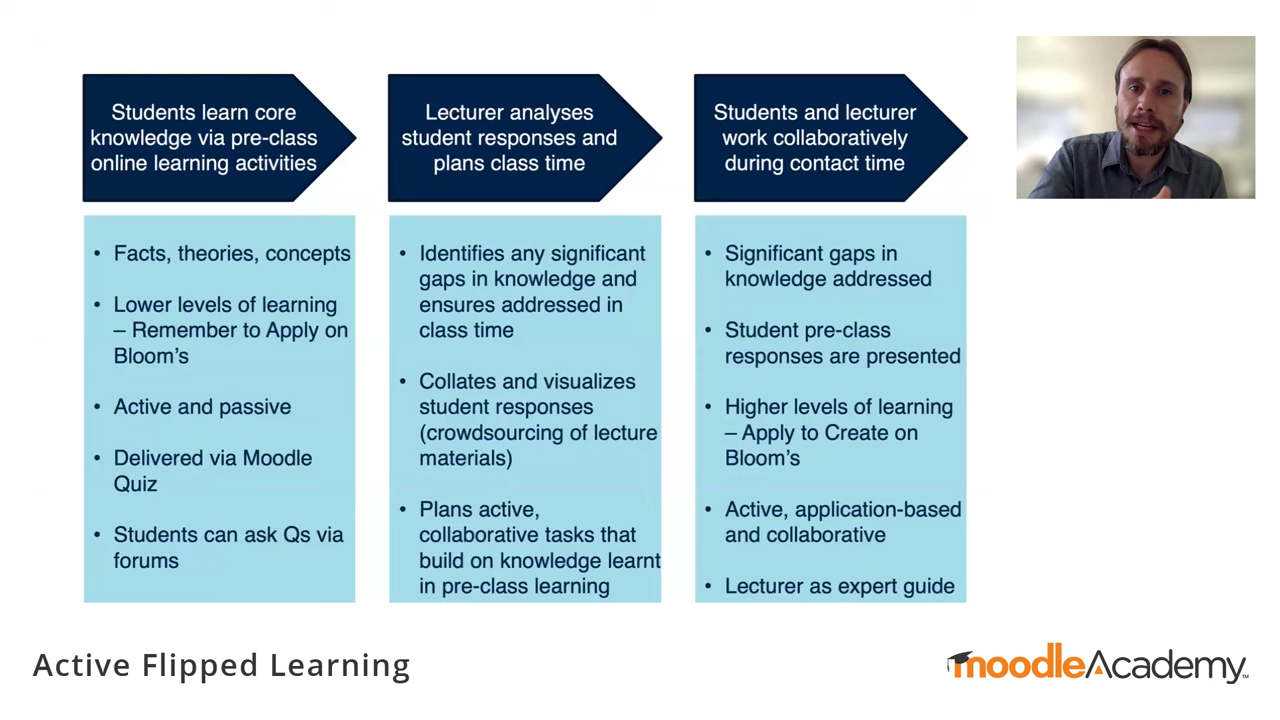 Students learn core
knowledge via pre-class
online learning activities
Lecturer analyses
student responses and
plans class time
Students and lecturer
work collaboratively
during contact time
• Facts, theories, concepts
• Lower levels of learning
– Remember to Apply on
Bloom's
• Active and passive
• Delivered via Moodle
Quiz
• Students can ask Qs via
forums
• Identifies any significant
gaps in knowledge and
ensures addressed in
class time
• Collates and visualizes
student responses
(crowdsourcing of lecture
materials)
• Plans active,
collaborative tasks that
build on knowledge learnt
in pre-class learning
• Significant gaps in
knowledge addressed
• Student pre-class
responses are presented
• Higher levels of learning
– Apply to Create on
Bloom's
• Active, application-based
and collaborative
• Lecturer as expert guide
Active Flipped Learning
moodleAcademy™